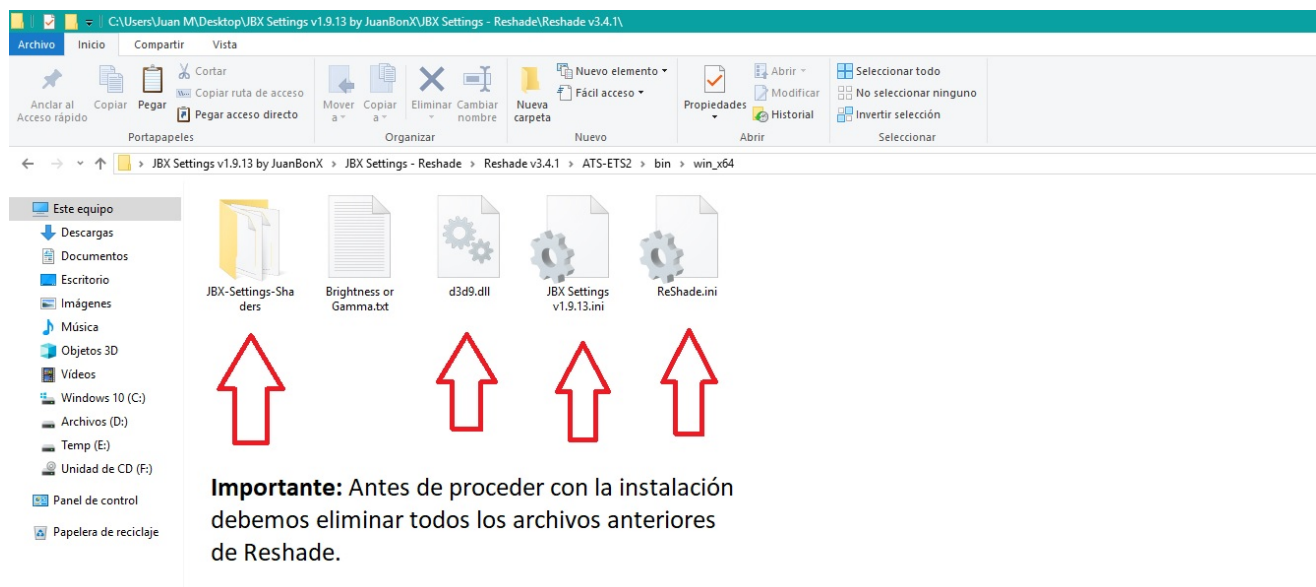 C:\Users\Juan M\Desktop\JBX Settings v1.9.13 by JuanBonX\JBX Settings - Reshade\Reshade v3.4.1\
Archivo Inicio Compartir Vista
Anclar al Acceso rápido
Copiar
Pegar
Cortar
Copiar ruta de acceso
Pegar acceso directo
Portapapeles
Mover a
Copiar a
Eliminar
Cambiar nombre
Organizar
Nueva carpeta
Nuevo elemento
Fácil acceso
Nuevo
Propiedades
Abrir
Modificar
Historial
Abrir
Seleccionar todo
No seleccionar ninguno
Invertir selección
Seleccionar
JBX Settings v1.9.13 by JuanBonX > JBX Settings - Reshade > Reshade v3.4.1 > ATS-ETS2 > bin > win_x64
Este equipo
Descargas
Documentos
Escritorio
Imágenes
Música
Objetos 3D
Vídeos
Windows 10 (C:)
Archivos (D:)
Temp (E:)
Unidad de CD (F:)
Panel de control
Papelera de reciclaje
JBX-Settings-Sha
ders
Brightness or
Gamma.txt
d3d9.dll
JBX Settings
v1.9.13.ini
ReShade.ini
Importante: Antes de proceder con la instalación
debemos eliminar todos los archivos anteriores
de Reshade.